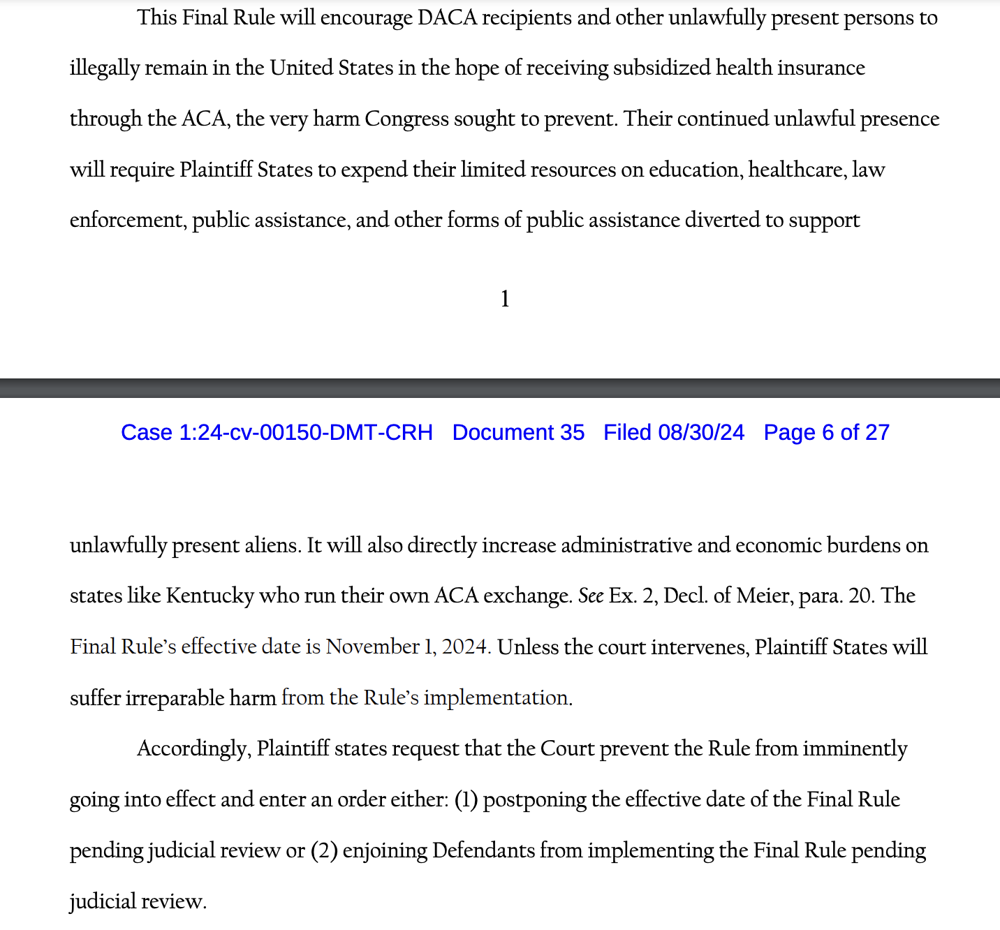 This Final Rule will encourage DACA recipients and other unlawfully present persons to
illegally remain in the United States in the hope of receiving subsidized health insurance
through the ACA, the very harm Congress sought to prevent. Their continued unlawful presence
will require Plaintiff States to expend their limited resources on education, healthcare, law
enforcement, public assistance, and other forms of public assistance diverted to support
1
Case 1:24-cv-00150-DMT-CRH Document 35 Filed 08/30/24 Page 6 of 27
unlawfully present aliens. It will also directly increase administrative and economic burdens on
states like Kentucky who run their own ACA exchange. See Ex. 2, Decl. of Meier, para. 20. The
Final Rule’s effective date is November 1, 2024. Unless the court intervenes, Plaintiff States will
suffer irreparable harm from the Rule’s implementation.
Accordingly, Plaintiff states request that the Court prevent the Rule from imminently
going into effect and enter an order either: (1) postponing the effective date of the Final Rule
pending judicial review or (2) enjoining Defendants from implementing the Final Rule pending
judicial review.